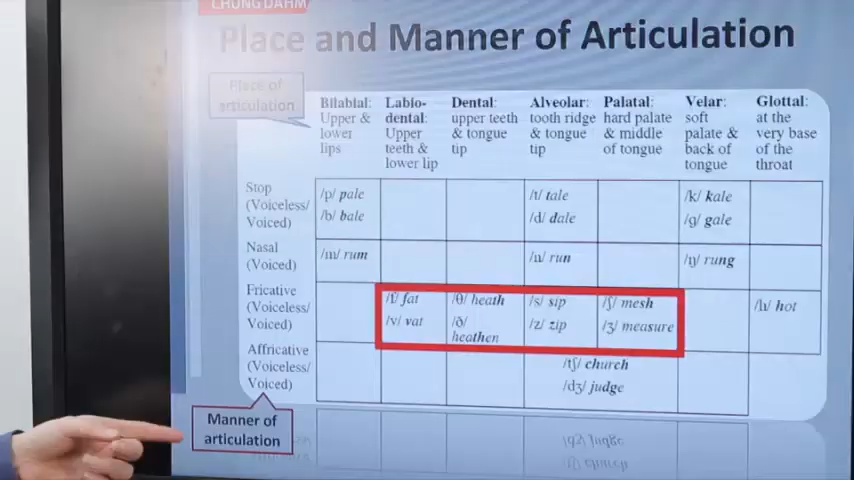 CHUNGDAHM
Place and Manner of Articulation
Place of
articulation
Bilabial:
Upper &
lower
lips
Labio-
dental:
Upper
teeth &
lower lip
Dental:
upper teeth
& tongue
tip
Alveolar:
tooth ridge
& tongue
tip
Palatal:
hard palate
& middle
of tongue
Velar:
soft
palate &
back of
tongue
Glottal:
at the
very base
of the
throat
Stop
(Voiceless/
Voiced)
/p/ pale
/b/ bale
/t/ tale
/d/ dale
/k/ kale
/g/ gale
Nasal
(Voiced)
/m/ rum
/n/ run
/ŋ/ rung
Fricative
(Voiceless/
Voiced)
/f/ fat
/v/ vat
/θ/ heath
/ð/
heathen
/s/ sip
/z/ zip
/ʃ/ mesh
/ʒ/ measure
/h/ hot
Affricative
(Voiceless/
Voiced)
/tʃ/ church
/dʒ/ judge
Manner of
articulation